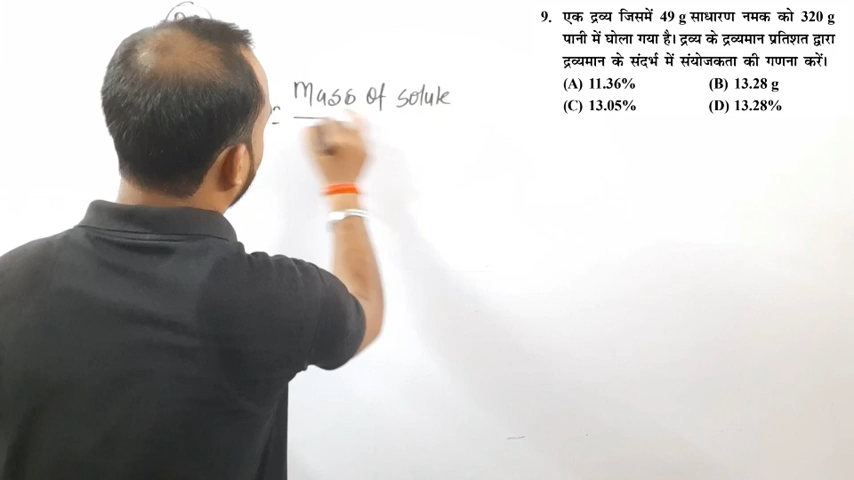 Mass of solute
=
9. एक द्रव्य जिसमें 49 g साधारण नमक को 320 g
पानी में घोला गया है। द्रव्य के द्रव्यमान प्रतिशत द्वारा
द्रव्यमान के संदर्भ में संयोजकता की गणना करें।
(A) 11.36% (B) 13.28 g
(C) 13.05% (D) 13.28%